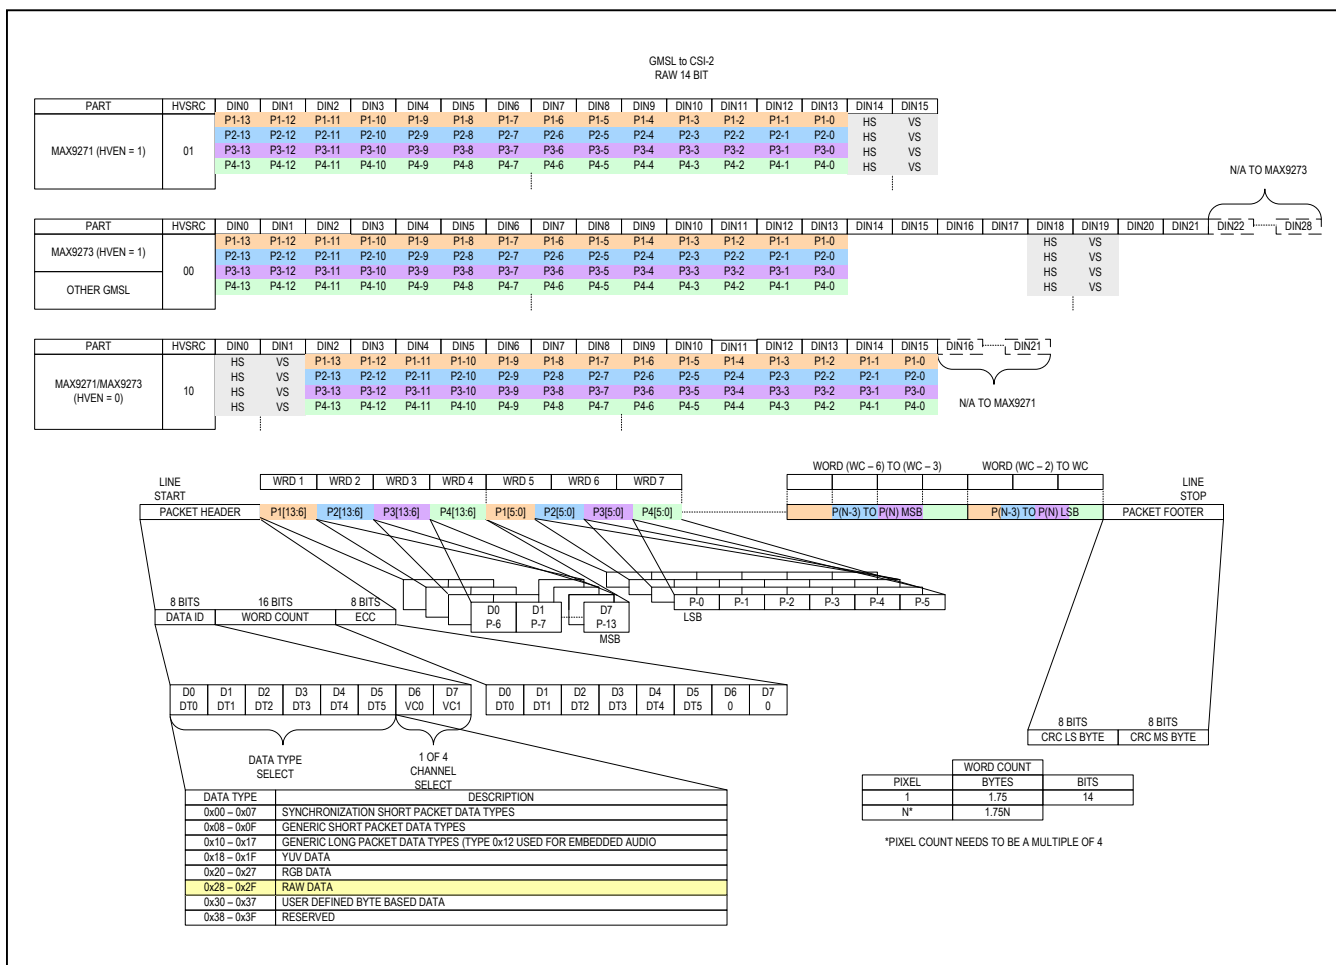 GMSL to CSI-2
RAW 14 BIT
PART HVSRC DIN0 DIN1 DIN2 DIN3 DIN4 DIN5 DIN6 DIN7 DIN8 DIN9 DIN10 DIN11 DIN12 DIN13 DIN14 DIN15
P1-13 P1-12 P1-11 P1-10 P1-9 P1-8 P1-7 P1-6 P1-5 P1-4 P1-3 P1-2 P1-1 P1-0 HS VS
P2-13 P2-12 P2-11 P2-10 P2-9 P2-8 P2-7 P2-6 P2-5 P2-4 P2-3 P2-2 P2-1 P2-0 HS VS
MAX9271 (HVEN = 1) 01
P3-13 P3-12 P3-11 P3-10 P3-9 P3-8 P3-7 P3-6 P3-5 P3-4 P3-3 P3-2 P3-1 P3-0 HS VS
P4-13 P4-12 P4-11 P4-10 P4-9 P4-8 P4-7 P4-6 P4-5 P4-4 P4-3 P4-2 P4-1 P4-0 HS VS
N/A TO MAX9273
PART HVSRC DIN0 DIN1 DIN2 DIN3 DIN4 DIN5 DIN6 DIN7 DIN8 DIN9 DIN10 DIN11 DIN12 DIN13 DIN14 DIN15 DIN16 DIN17 DIN18 DIN19 DIN20 DIN21 DIN22 DIN28
P1-13 P1-12 P1-11 P1-10 P1-9 P1-8 P1-7 P1-6 P1-5 P1-4 P1-3 P1-2 P1-1 P1-0 HS VS
MAX9273 (HVEN = 1)
P2-13 P2-12 P2-11 P2-10 P2-9 P2-8 P2-7 P2-6 P2-5 P2-4 P2-3 P2-2 P2-1 P2-0 HS VS
00
P3-13 P3-12 P3-11 P3-10 P3-9 P3-8 P3-7 P3-6 P3-5 P3-4 P3-3 P3-2 P3-1 P3-0 HS VS
OTHER GMSL
P4-13 P4-12 P4-11 P4-10 P4-9 P4-8 P4-7 P4-6 P4-5 P4-4 P4-3 P4-2 P4-1 P4-0 HS VS
PART HVSRC DIN0 DIN1 DIN2 DIN3 DIN4 DIN5 DIN6 DIN7 DIN8 DIN9 DIN10 DIN11 DIN12 DIN13 DIN14 DIN15 DIN16 DIN21
HS VS P1-13 P1-12 P1-11 P1-10 P1-9 P1-8 P1-7 P1-6 P1-5 P1-4 P1-3 P1-2 P1-1 P1-0
HS VS P2-13 P2-12 P2-11 P2-10 P2-9 P2-8 P2-7 P2-6 P2-5 P2-4 P2-3 P2-2 P2-1 P2-0
MAX9271/MAX9273
(HVEN = 0)
10
HS VS P3-13 P3-12 P3-11 P3-10 P3-9 P3-8 P3-7 P3-6 P3-5 P3-4 P3-3 P3-2 P3-1 P3-0
HS VS P4-13 P4-12 P4-11 P4-10 P4-9 P4-8 P4-7 P4-6 P4-5 P4-4 P4-3 P4-2 P4-1 P4-0
N/A TO MAX9271
WORD (WC – 6) TO (WC – 3) WORD (WC – 2) TO WC
LINE
START
WRD 1 WRD 2 WRD 3 WRD 4 WRD 5 WRD 6 WRD 7
LINE
STOP
PACKET HEADER P1[13:6] P2[13:6] P3[13:6] P4[13:6] P1[5:0] P2[5:0] P3[5:0] P4[5:0] P(N-3) TO P(N) MSB P(N-3) TO P(N) LSB PACKET FOOTER
8 BITS 16 BITS 8 BITS
DATA ID WORD COUNT ECC
D0 D1 D7
P-6 P-7 P-13
MSB
P-0 P-1 P-2 P-3 P-4 P-5
LSB
D0 D1 D2 D3 D4 D5 D6 D7
DT0 DT1 DT2 DT3 DT4 DT5 VC0 VC1
D0 D1 D2 D3 D4 D5 D6 D7
DT0 DT1 DT2 DT3 DT4 DT5 0 0
8 BITS 8 BITS
CRC LS BYTE CRC MS BYTE
DATA TYPE
SELECT
1 OF 4
CHANNEL
SELECT
WORD COUNT
PIXEL BYTES BITS
1 1.75 14
N* 1.75N
*PIXEL COUNT NEEDS TO BE A MULTIPLE OF 4
DATA TYPE DESCRIPTION
0x00 – 0x07 SYNCHRONIZATION SHORT PACKET DATA TYPES
0x08 – 0x0F GENERIC SHORT PACKET DATA TYPES
0x10 – 0x17 GENERIC LONG PACKET DATA TYPES (TYPE 0x12 USED FOR EMBEDDED AUDIO
0x18 – 0x1F YUV DATA
0x20 – 0x27 RGB DATA
0x28 – 0x2F RAW DATA
0x30 – 0x37 USER DEFINED BYTE BASED DATA
0x38 – 0x3F RESERVED